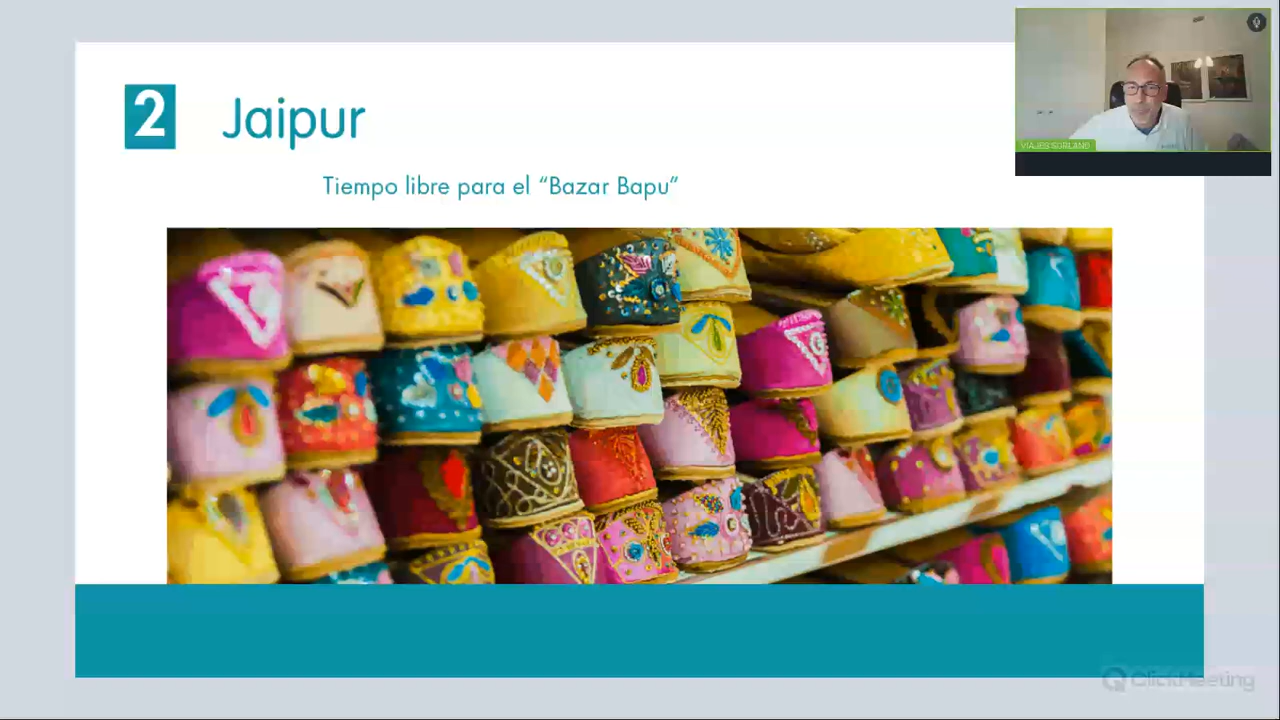 2
Jaipur
Tiempo libre para el “Bazar Bapu”
VIAJES SORIANO
ClickMeeting